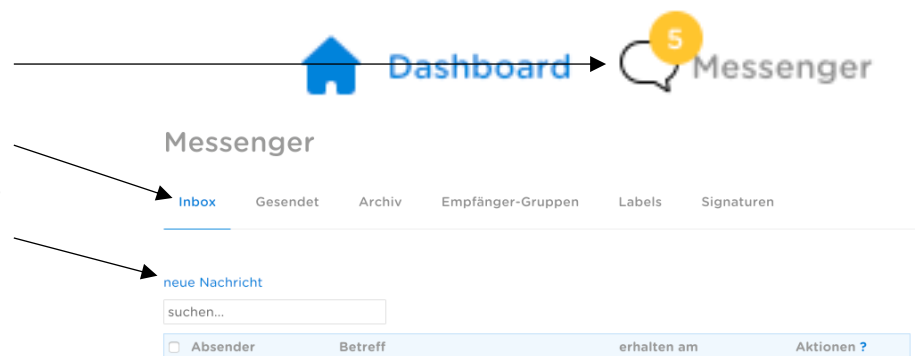 Dashboard 5 Messenger
Messenger
Inbox Gesendet Archiv Empfänger-Gruppen Labels Signaturen
neue Nachricht
suchen...
Absender Betreff erhalten am Aktionen ?